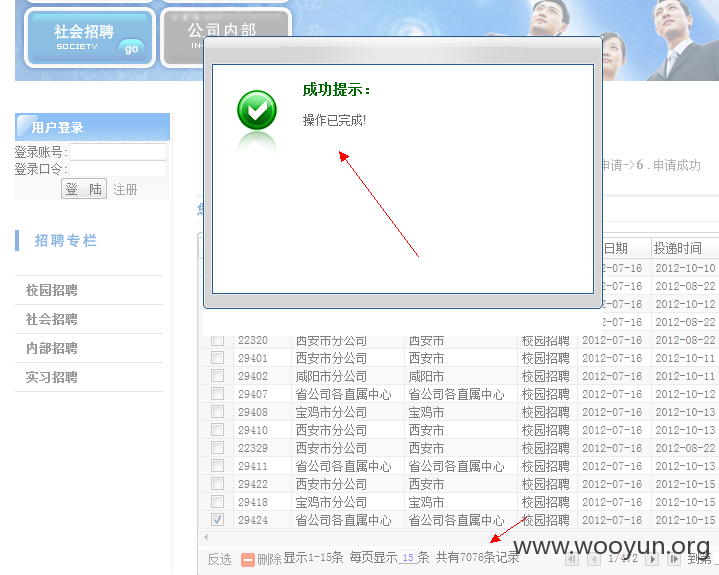 社会招聘
SOCIETY
go
公司内部
IN-
用户登录
登录账号:
登录口令:
登 陆 注册
招聘专栏
校园招聘
社会招聘
内部招聘
实习招聘
成功提示：
操作已完成!
申请->6.申请成功
日期 投递时间
2-07-16 2012-10-10
2-07-16 2012-08-22
2-07-16 2012-10-12
2-07-16 2012-08-22
22320 西安市分公司 西安市 校园招聘 2012-07-16 2012-08-22
29401 西安市分公司 西安市 校园招聘 2012-07-16 2012-10-11
29402 咸阳市分公司 咸阳市 校园招聘 2012-07-16 2012-10-11
29407 省公司各直属中心 省公司各直属中心 校园招聘 2012-07-16 2012-10-12
29408 宝鸡市分公司 宝鸡市 校园招聘 2012-07-16 2012-10-13
29410 西安市分公司 西安市 校园招聘 2012-07-16 2012-10-13
22329 西安市分公司 西安市 校园招聘 2012-07-16 2012-08-22
29411 省公司各直属中心 省公司各直属中心 校园招聘 2012-07-16 2012-10-13
29422 西安市分公司 西安市 校园招聘 2012-07-16 2012-10-15
29418 宝鸡市分公司 宝鸡市 校园招聘 2012-07-16 2012-10-15
29424 省公司各直属中心 省公司各直属中心 校园招聘 2012-07-16 2012-10-15
反选 删除 显示1-15条 每页显示 15 条 共有7076条记录 1/472 到第
www.wooyun.org